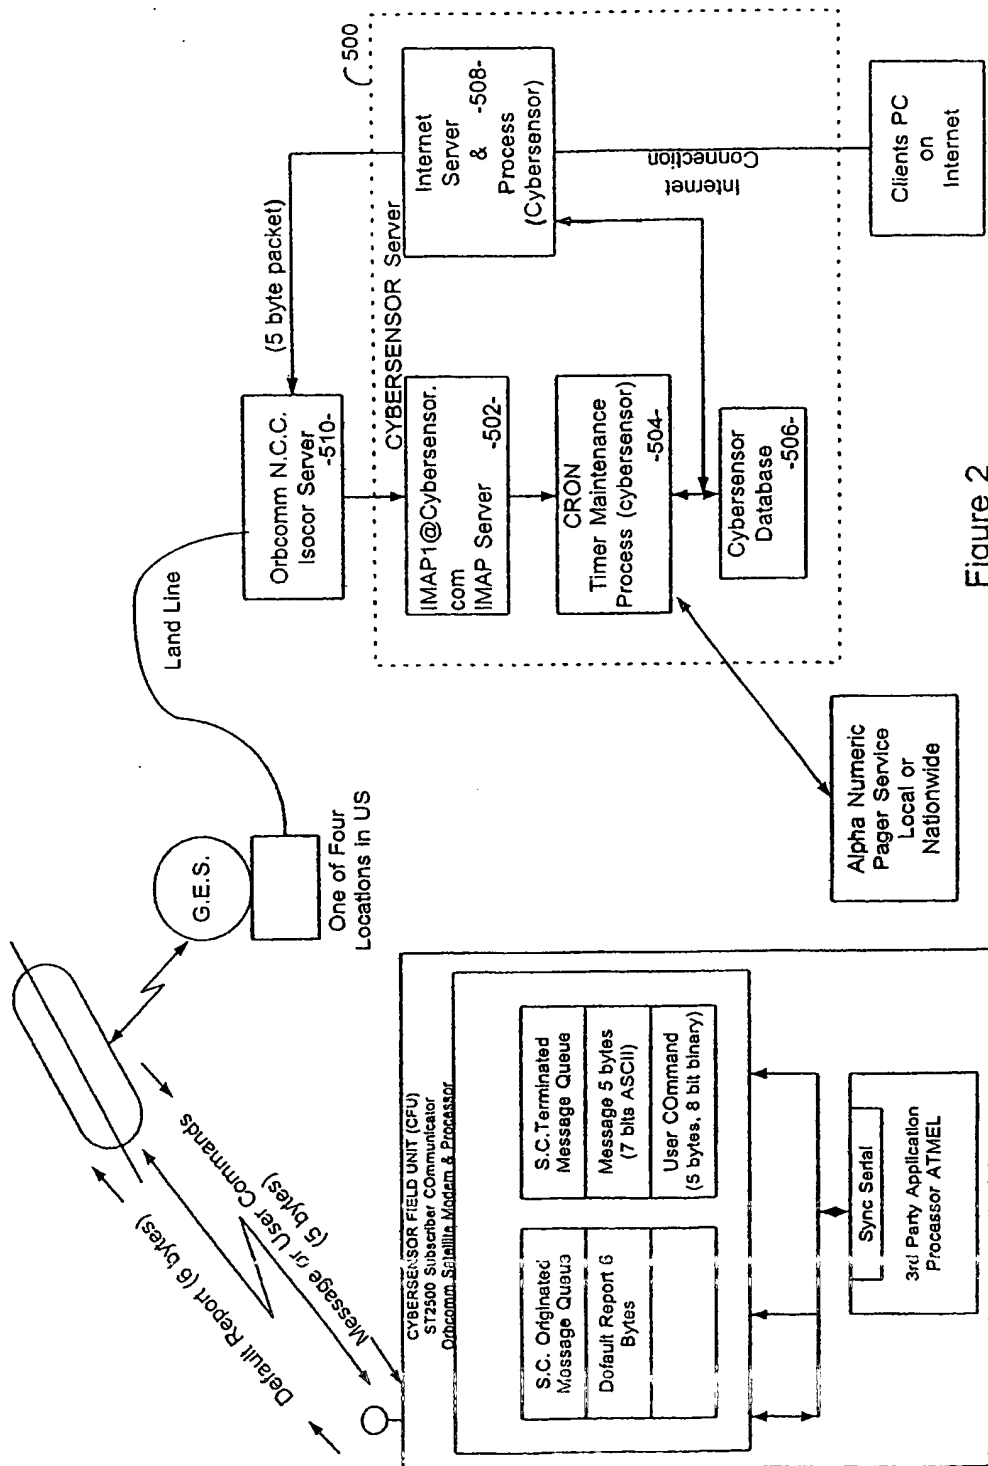 Default Report (6 bytes)
Message or User Commands
(5 bytes)
G.E.S.
One of Four
Locations in US
Land Line
(5 byte packet)
500
Orbcomm N.C.C.
Isocor Server
-510-
CYBERSENSOR Server
IMAP1@Cybersensor.
com
IMAP Server
-502-
Internet
Server
&
Process
(Cybersensor)
-508-
CRON
Timer Maintenance
Process (cybersensor)
-504-
Internet
Connection
Cybersensor
Database
-506-
Alpha Numeric
Pager Service
Local or
Nationwide
Clients PC
on
Internet
CYBERSENSOR FIELD UNIT (CFU)
ST2500 Subscriber COmmunicator
Orbcomm Satellite Modem & Processor
S.C. Originated
Message Queue
Default Report 6
Bytes
S.C.Terminated
Message Queue
Message 5 bytes
(7 bits ASCII)
User COmmand
(5 bytes, 8 bit binary)
Sync Serial
3rd Party Application
Processor ATMEL
Figure 2